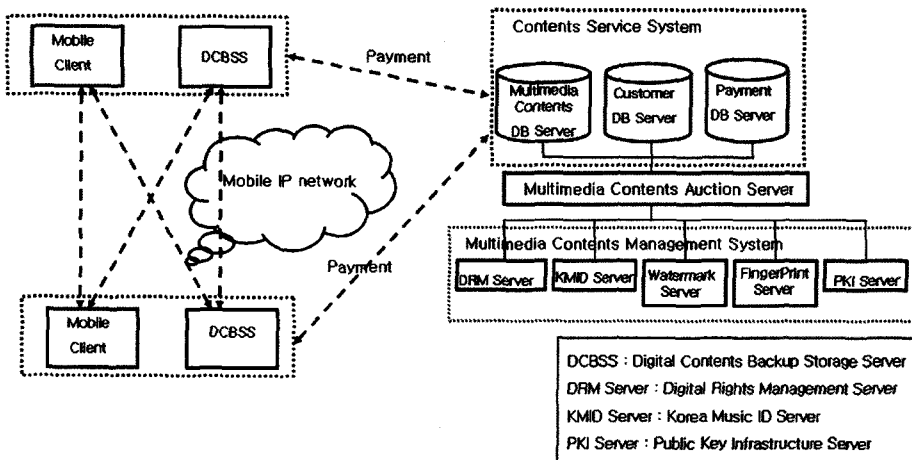 Mobile
Client
DCBSS
Payment
Contents Service System
Multimedia
Contents
DB Server
Customer
DB Server
Payment
DB Server
Mobile IP network
Multimedia Contents Auction Server
Payment
Multimedia Contents Management System
DRM Server
KMID Server
Watermark
Server
FingerPrint
Server
PKI Server
Mobile
Client
DCBSS
DCBSS : Digital Contents Backup Storage Server
DRM Server : Digital Rights Management Server
KMID Server : Korea Music ID Server
PKI Server : Public Key Infrastructure Server